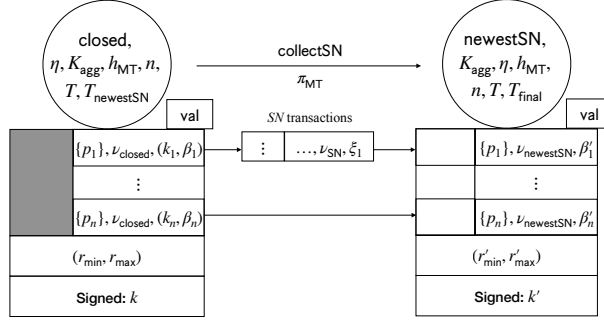 closed,
η, K_agg, h_MT, n,
T, T_newestSN
val
collectSN
π_MT
newestSN,
K_agg, η, h_MT,
n, T, T_final
val
SN transactions
{p_1}, ν_closed, (k_1, β_1)
⋮ …, ν_SN, ξ_1
{p_1}, ν_newestSN, β′_1
⋮
⋮
{p_n}, ν_closed, (k_n, β_n)
{p_n}, ν_newestSN, β′_n
(r_min, r_max)
(r′_min, r′_max)
Signed: k
Signed: k′